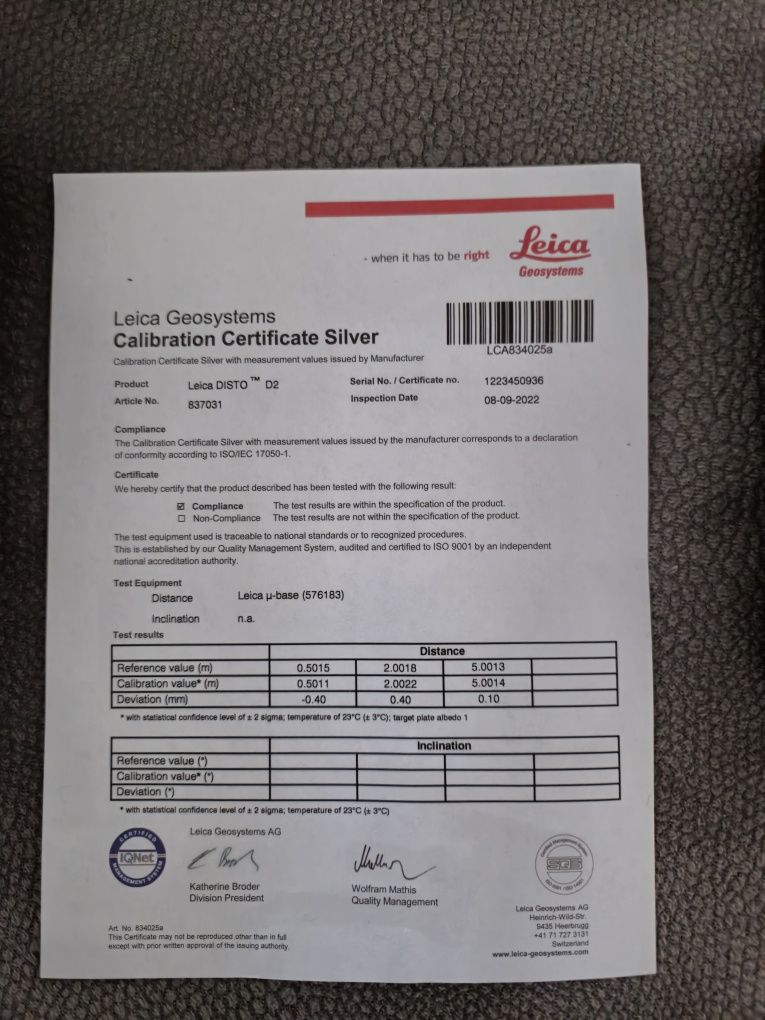 - when it has to be right
Leica
Geosystems
Leica Geosystems
Calibration Certificate Silver
LCA834025a
Calibration Certificate Silver with measurement values issued by Manufacturer
Product Leica DISTO ™ D2 Serial No. / Certificate no. 1223450936
Article No. 837031 Inspection Date 08-09-2022
Compliance
The Calibration Certificate Silver with measurement values issued by the manufacturer corresponds to a declaration
of conformity according to ISO/IEC 17050-1.
Certificate
We hereby certify that the product described has been tested with the following result:
☑ Compliance The test results are within the specification of the product.
☐ Non-Compliance The test results are not within the specification of the product.
The test equipment used is traceable to national standards or to recognized procedures.
This is established by our Quality Management System, audited and certified to ISO 9001 by an independent
national accreditation authority.
Test Equipment
Distance Leica µ-base (576183)
Inclination n.a.
Test results
Distance
Reference value (m) 0.5015 2.0018 5.0013
Calibration value* (m) 0.5011 2.0022 5.0014
Deviation (mm) -0.40 0.40 0.10
* with statistical confidence level of ± 2 sigma; temperature of 23°C (± 3°C); target plate albedo 1
Inclination
Reference value (°)
Calibration value* (°)
Deviation (°)
* with statistical confidence level of ± 2 sigma; temperature of 23°C (± 3°C)
Leica Geosystems AG
CERTIFIED
IQNet
MANAGEMENT SYSTEM
SGS
Katherine Broder
Division President
Wolfram Mathis
Quality Management
Leica Geosystems AG
Heinrich-Wild-Str.
9435 Heerbrugg
+41 71 727 3131
Switzerland
www.leica-geosystems.com
Art. No. 834025a
This Certificate may not be reproduced other than in full
except with prior written approval of the issuing authority.